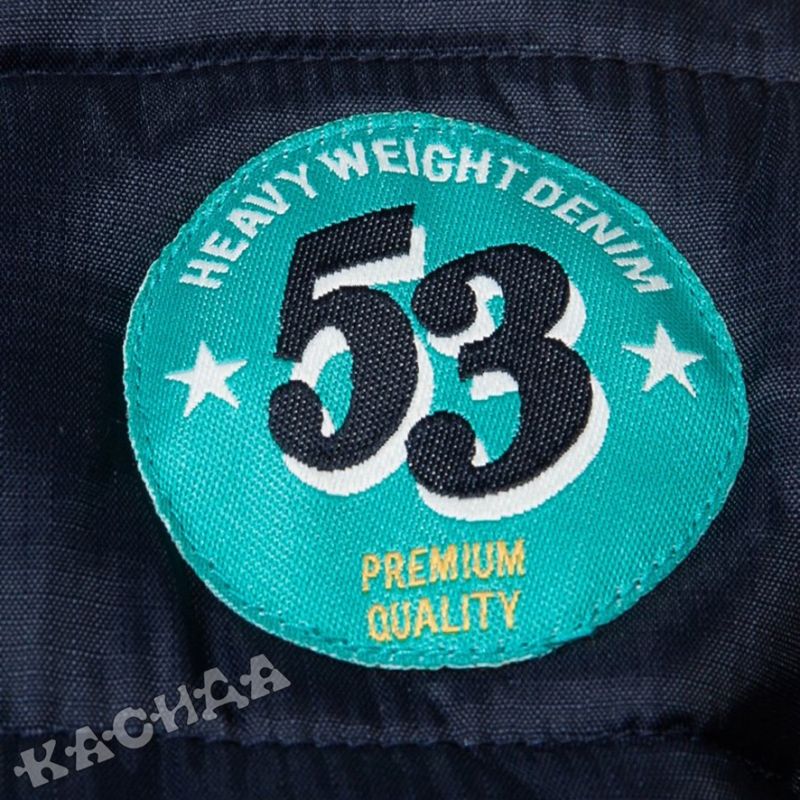 HEAVY WEIGHT DENIM
53
PREMIUM
QUALITY
KACHAA